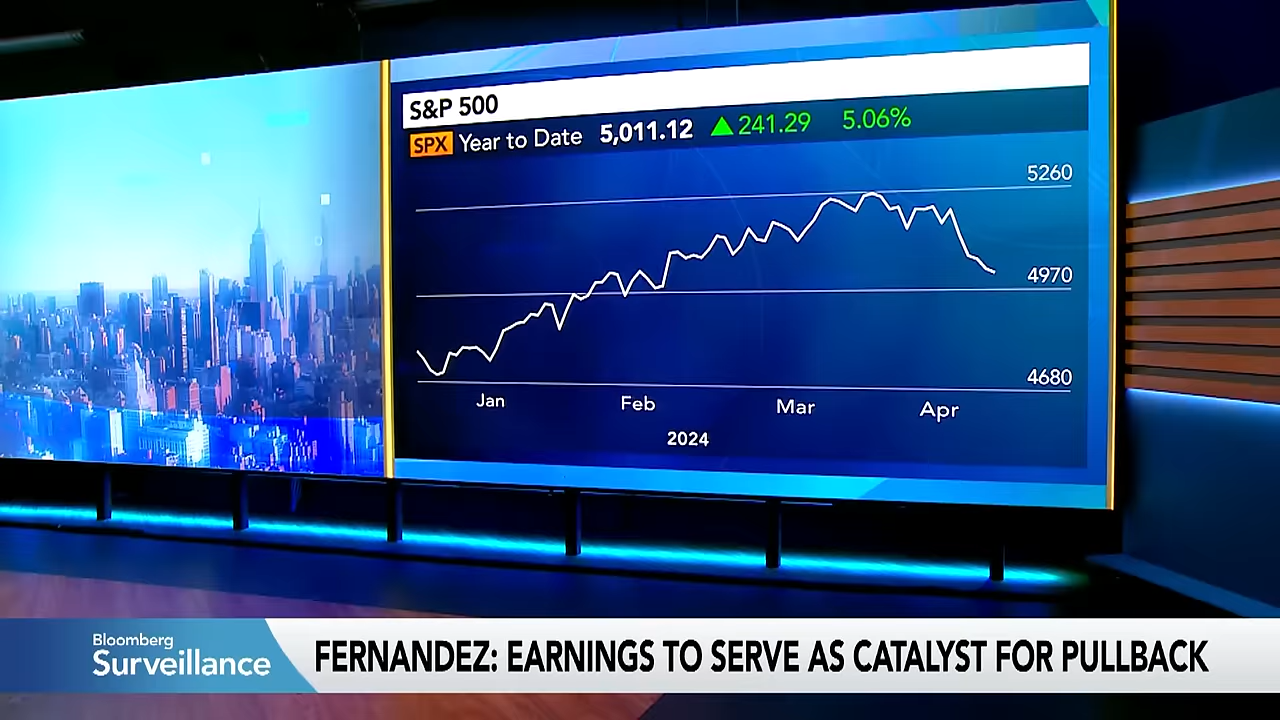 S&P 500
SPX Year to Date 5,011.12 ▲ 241.29 5.06%
5260
4970
4680
Jan Feb Mar Apr
2024
Bloomberg
Surveillance
FERNANDEZ: EARNINGS TO SERVE AS CATALYST FOR PULLBACK